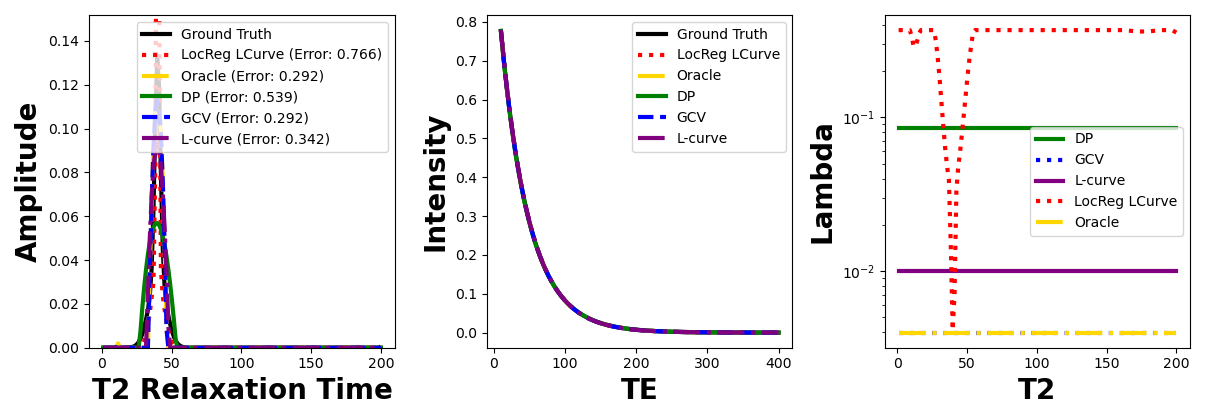 0.14
0.12
0.10
0.08
0.06
0.04
0.02
0.00
Amplitude
Ground Truth
LocReg LCurve (Error: 0.766)
Oracle (Error: 0.292)
DP (Error: 0.539)
GCV (Error: 0.292)
L-curve (Error: 0.342)
0 50 100 150 200
T2 Relaxation Time
0.8
0.7
0.6
0.5
0.4
0.3
0.2
0.1
0.0
Intensity
Ground Truth
LocReg LCurve
Oracle
DP
GCV
L-curve
0 100 200 300 400
TE
10⁻¹
10⁻²
Lambda
DP
GCV
L-curve
LocReg LCurve
Oracle
0 50 100 150 200
T2